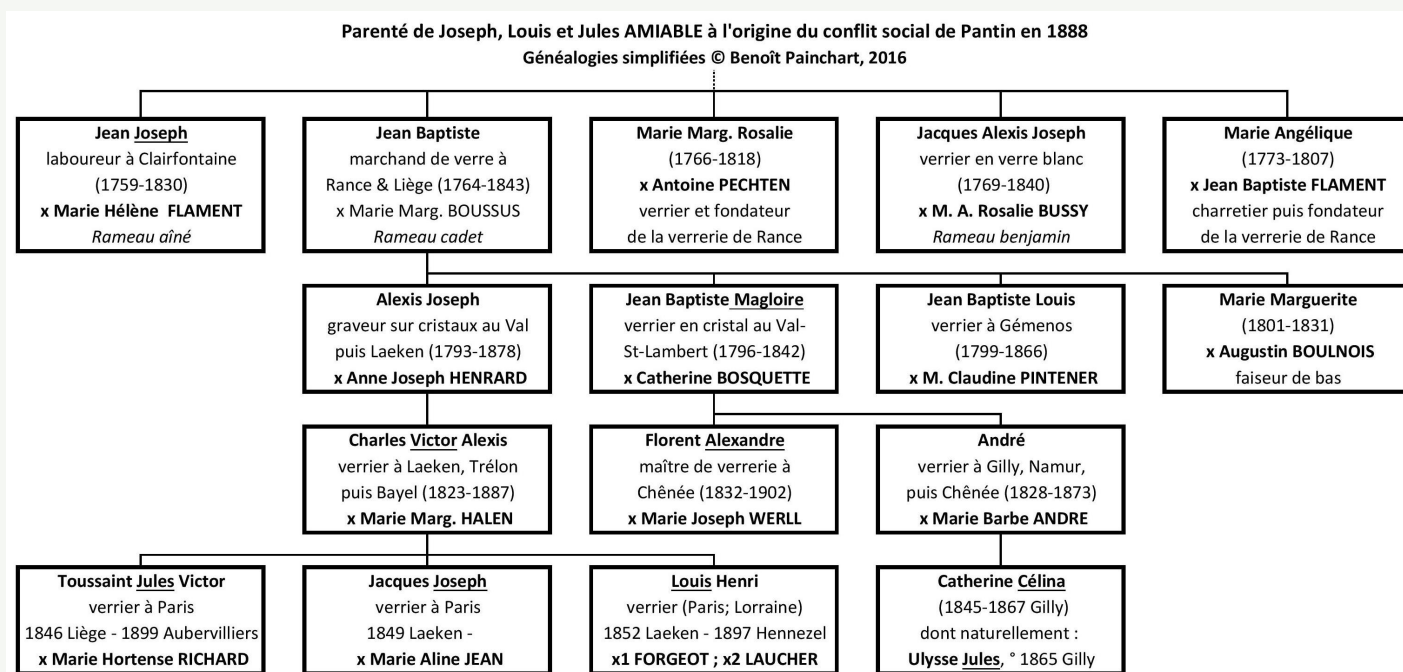 Parenté de Joseph, Louis et Jules AMIABLE à l'origine du conflit social de Pantin en 1888
Généalogies simplifiées © Benoît Painchart, 2016
Jean Joseph
laboureur à Clairfontaine
(1759-1830)
x Marie Hélène FLAMENT
Rameau aîné
Jean Baptiste
marchand de verre à
Rance & Liège (1764-1843)
x Marie Marg. BOUSSUS
Rameau cadet
Marie Marg. Rosalie
(1766-1818)
x Antoine PECHTEN
verrier et fondateur
de la verrerie de Rance
Jacques Alexis Joseph
verrier en verre blanc
(1769-1840)
x M. A. Rosalie BUSSY
Rameau benjamin
Marie Angélique
(1773-1807)
x Jean Baptiste FLAMENT
charretier puis fondateur
de la verrerie de Rance
Alexis Joseph
graveur sur cristaux au Val
puis Laeken (1793-1878)
x Anne Joseph HENRARD
Jean Baptiste Magloire
verrier en cristal au Val-
St-Lambert (1796-1842)
x Catherine BOSQUETTE
Jean Baptiste Louis
verrier à Gémenos
(1799-1866)
x M. Claudine PINTENER
Marie Marguerite
(1801-1831)
x Augustin BOULNOIS
faiseur de bas
Charles Victor Alexis
verrier à Laeken, Trélon
puis Bayel (1823-1887)
x Marie Marg. HALEN
Florent Alexandre
maître de verrerie à
Chênée (1832-1902)
x Marie Joseph WERLL
André
verrier à Gilly, Namur,
puis Chênée (1828-1873)
x Marie Barbe ANDRE
Toussaint Jules Victor
verrier à Paris
1846 Liège - 1899 Aubervilliers
x Marie Hortense RICHARD
Jacques Joseph
verrier à Paris
1849 Laeken -
x Marie Aline JEAN
Louis Henri
verrier (Paris; Lorraine)
1852 Laeken - 1897 Hennezel
x1 FORGEOT ; x2 LAUCHER
Catherine Célina
(1845-1867 Gilly)
dont naturellement :
Ulysse Jules, ° 1865 Gilly